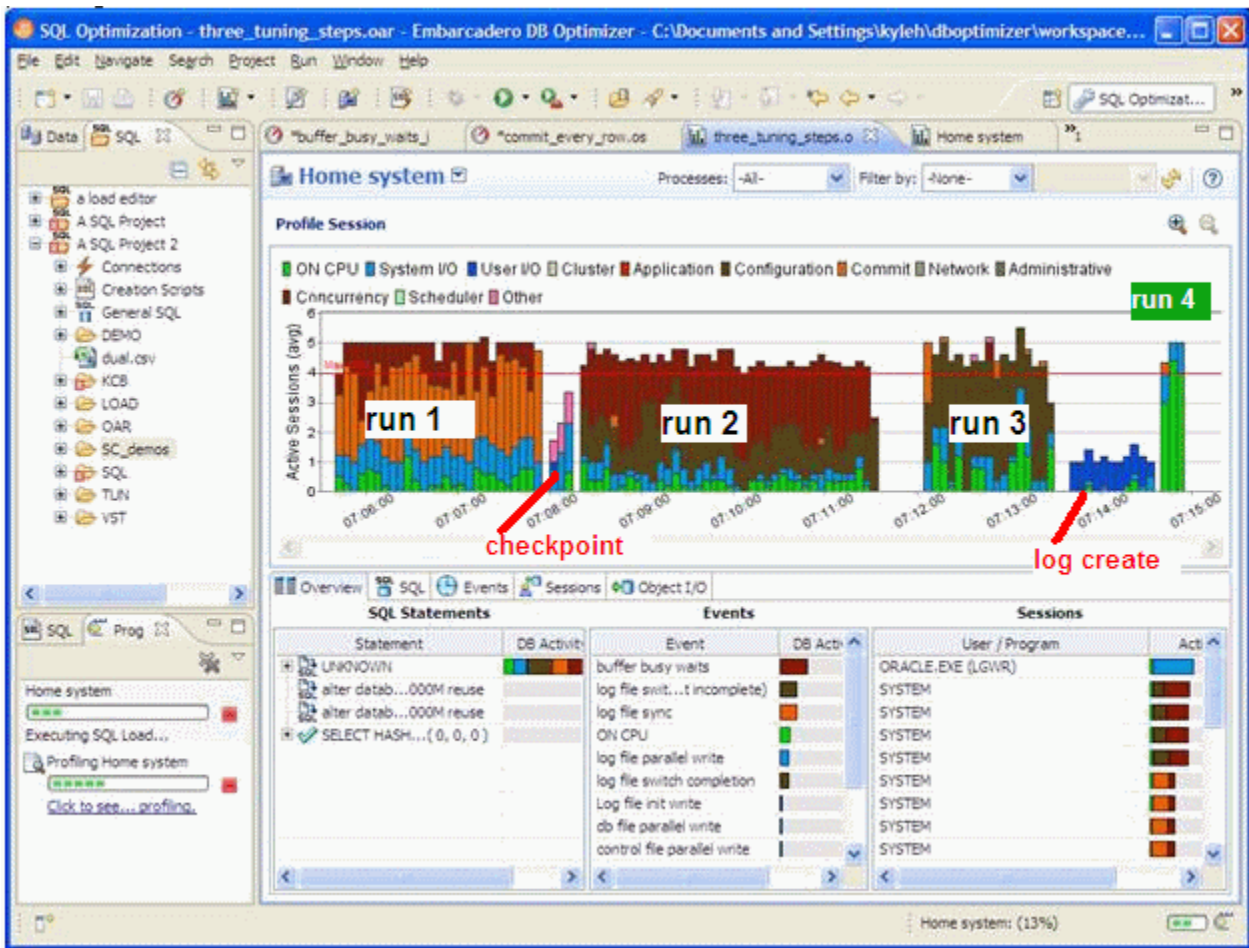 SQL Optimization - three_tuning_steps.oar - Embarcadero DB Optimizer - C:\Documents and Settings\kyleh\dboptimizer\workspace...
File Edit Navigate Search Project Run Window Help
SQL Optimizat...
Data SQL
*buffer_busy_waits_i
*commit_every_row.os
three_tuning_steps.o
Home system
»1
a load editor
A SQL Project
A SQL Project 2
Connections
Creation Scripts
General SQL
DEMO
dual.csv
KCB
LOAD
OAR
SC_demos
SQL
TUN
VST
Home system
Processes: -All-
Filter by: -None-
Profile Session
ON CPU System I/O User I/O Cluster Application Configuration Commit Network Administrative
Concurrency Scheduler Other
run 4
Active Sessions (avg)
6
5
4
3
2
1
0
run 1
run 2
run 3
07:06:00 07:07:00 07:08:00 07:09:00 07:10:00 07:11:00 07:12:00 07:13:00 07:14:00 07:15:00
checkpoint
log create
Overview SQL Events Sessions Object I/O
SQL Statements
Statement DB Activit
UNKNOWN
alter datab...000M reuse
alter datab...000M reuse
SELECT HASH...( 0, 0, 0 )
Events
Event DB Acti
buffer busy waits
log file swit...t incomplete)
log file sync
ON CPU
log file parallel write
log file switch completion
Log file init write
db file parallel write
control file parallel write
Sessions
User / Program Acti
ORACLE.EXE (LGWR)
SYSTEM
SYSTEM
SYSTEM
SYSTEM
SYSTEM
SYSTEM
SYSTEM
SQL Prog
Home system
Executing SQL Load...
Profiling Home system
Click to see... profiling.
Home system: (13%)